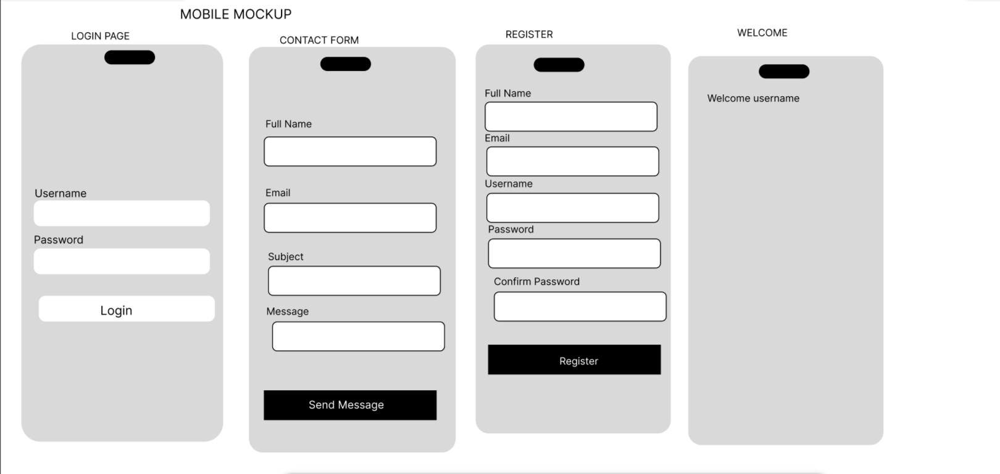 MOBILE MOCKUP
LOGIN PAGE
Username
Password
Login
CONTACT FORM
Full Name
Email
Subject
Message
Send Message
REGISTER
Full Name
Email
Username
Password
Confirm Password
Register
WELCOME
Welcome username